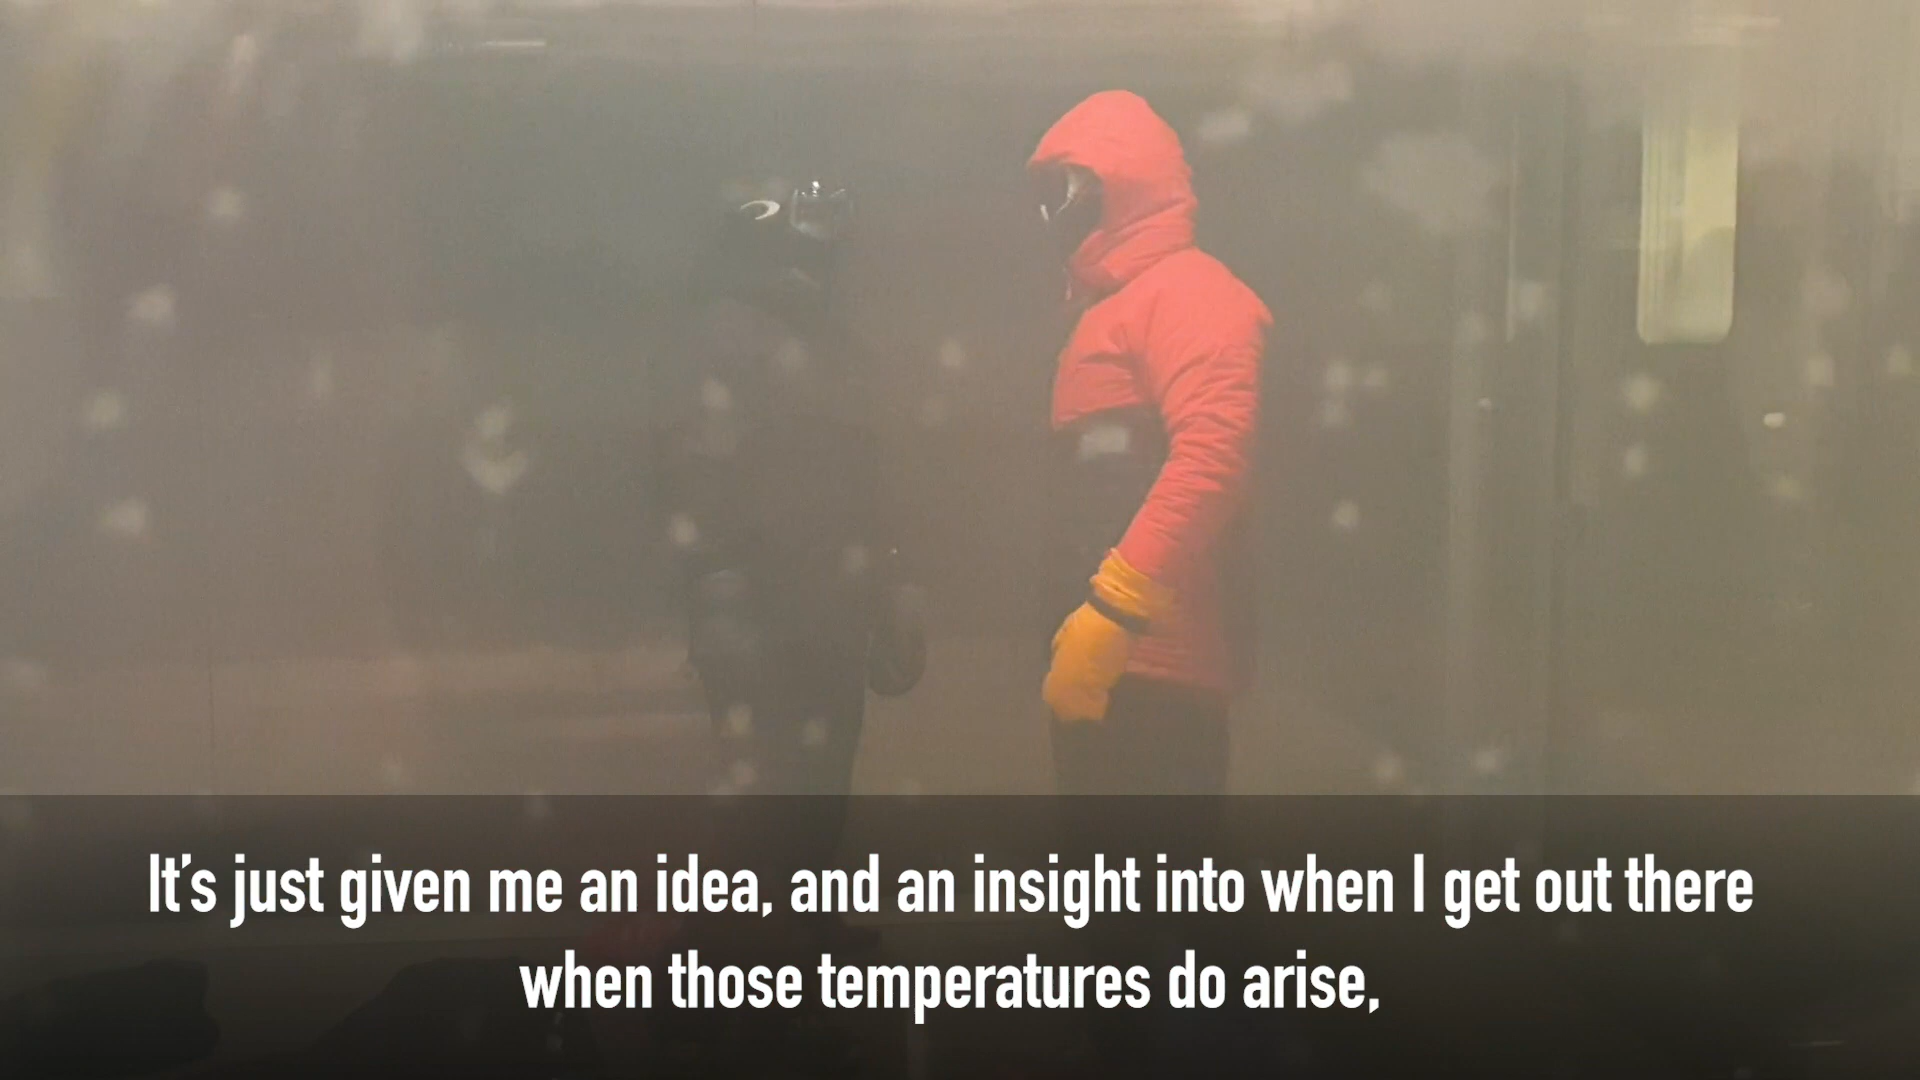 It's just given me an idea, and an insight into when I get out there
when those temperatures do arise,